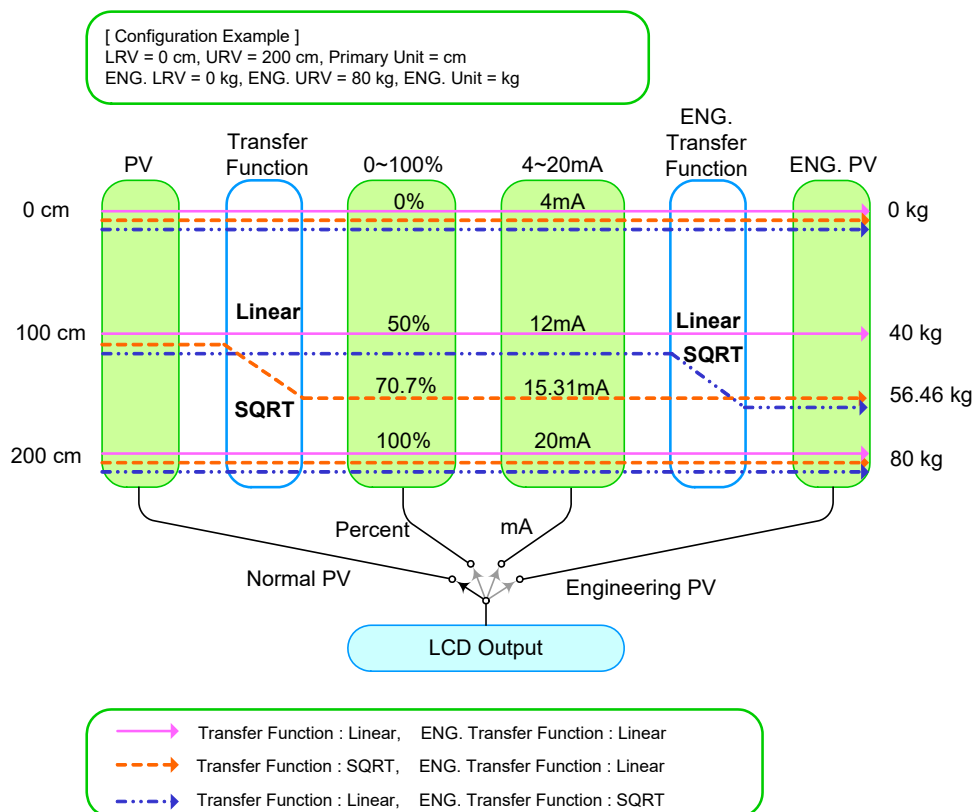 [ Configuration Example ]
LRV = 0 cm, URV = 200 cm, Primary Unit = cm
ENG. LRV = 0 kg, ENG. URV = 80 kg, ENG. Unit = kg
PV
Transfer
Function
0~100%
4~20mA
ENG.
Transfer
Function
ENG. PV
0 cm
0%
4mA
0 kg
Linear
Linear
100 cm
50%
12mA
40 kg
SQRT
70.7%
15.31mA
56.46 kg
SQRT
200 cm
100%
20mA
80 kg
Percent
mA
Normal PV
Engineering PV
LCD Output
Transfer Function : Linear, ENG. Transfer Function : Linear
Transfer Function : SQRT, ENG. Transfer Function : Linear
Transfer Function : Linear, ENG. Transfer Function : SQRT